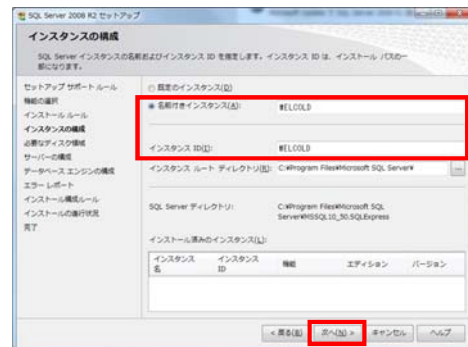 SQL Server 2008 R2 セットアップ
インスタンスの構成
SQL Server インスタンスの名前およびインスタンス ID を指定します。インスタンス ID は、インストール パスの一
部になります。
セットアップ サポート ルール
機能の選択
インストール ルール
インスタンスの構成
必要なディスク領域
サーバーの構成
データベース エンジンの構成
エラー レポート
インストール構成ルール
インストールの進行状況
完了
既定のインスタンス(D)
名前付きインスタンス(A):
WELCOLD
インスタンス ID(I):
WELCOLD
インスタンス ルート ディレクトリ(R): C:¥Program Files¥Microsoft SQL Server¥
...
SQL Server ディレクトリ: C:¥Program Files¥Microsoft SQL
Server¥MSSQL10_50.SQLExpress
インストール済みのインスタンス(L):
インスタンス名 インスタンス ID 機能 エディション バージョン
< 戻る(B) 次へ(N) > キャンセル ヘルプ